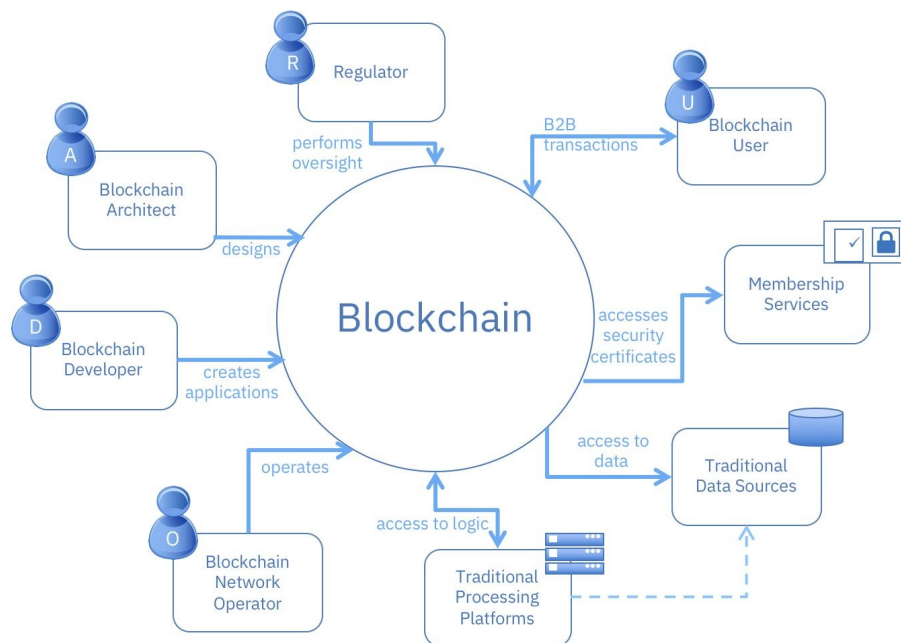 R
Regulator
performs
oversight
U
Blockchain
User
B2B
transactions
A
Blockchain
Architect
designs
Membership
Services
accesses
security
certificates
Blockchain
D
Blockchain
Developer
creates
applications
access to
data
Traditional
Data Sources
operates
O
Blockchain
Network
Operator
access to logic
Traditional
Processing
Platforms